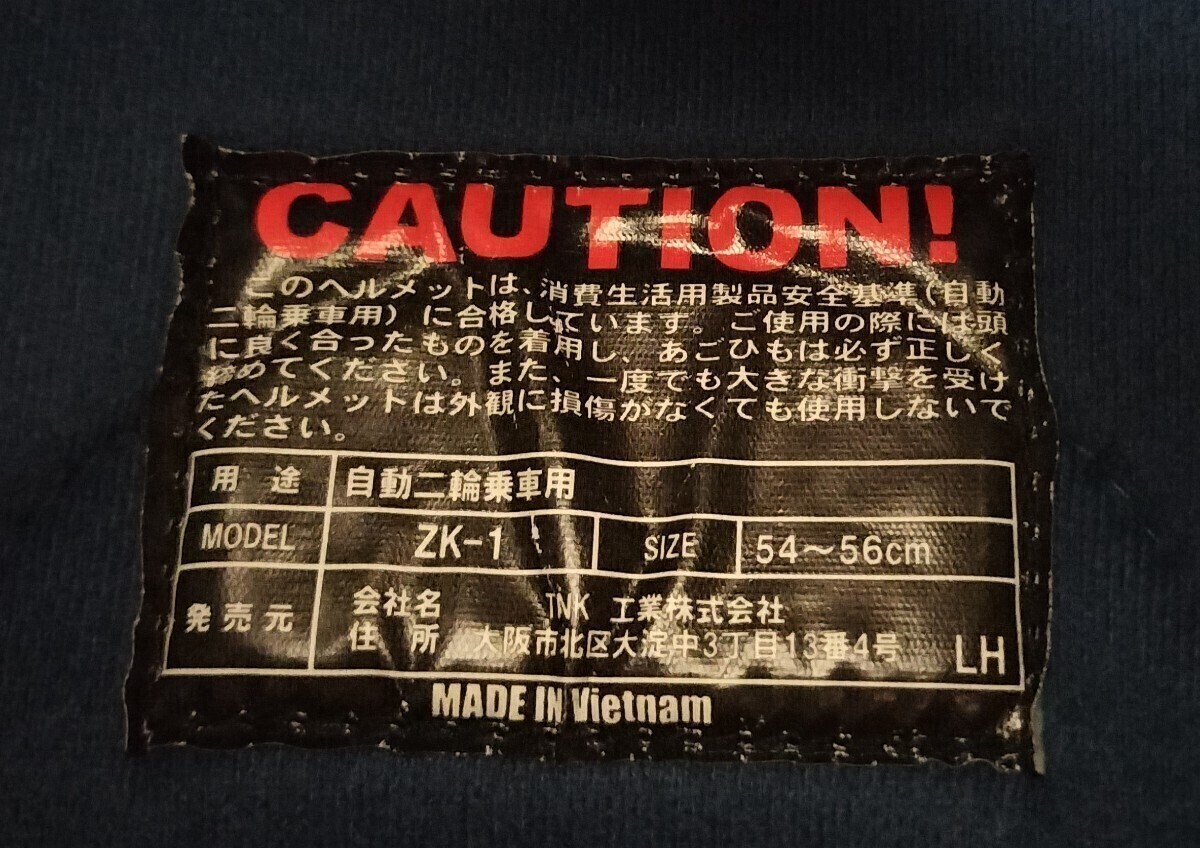 CAUTION!
このヘルメットは、消費生活用製品安全基準(自動
二輪乗車用)に合格しています。ご使用の際には頭
に良く合ったものを着用し、あごひもは必ず正しく
締めてください。また、一度でも大きな衝撃を受け
たヘルメットは外観に損傷がなくても使用しないで
ください。
用 途 自動二輪乗車用
MODEL ZK-1 SIZE 54～56cm
発売元 会社名 TNK 工業株式会社
住 所 大阪市北区大淀中3丁目13番4号 LH
MADE IN Vietnam